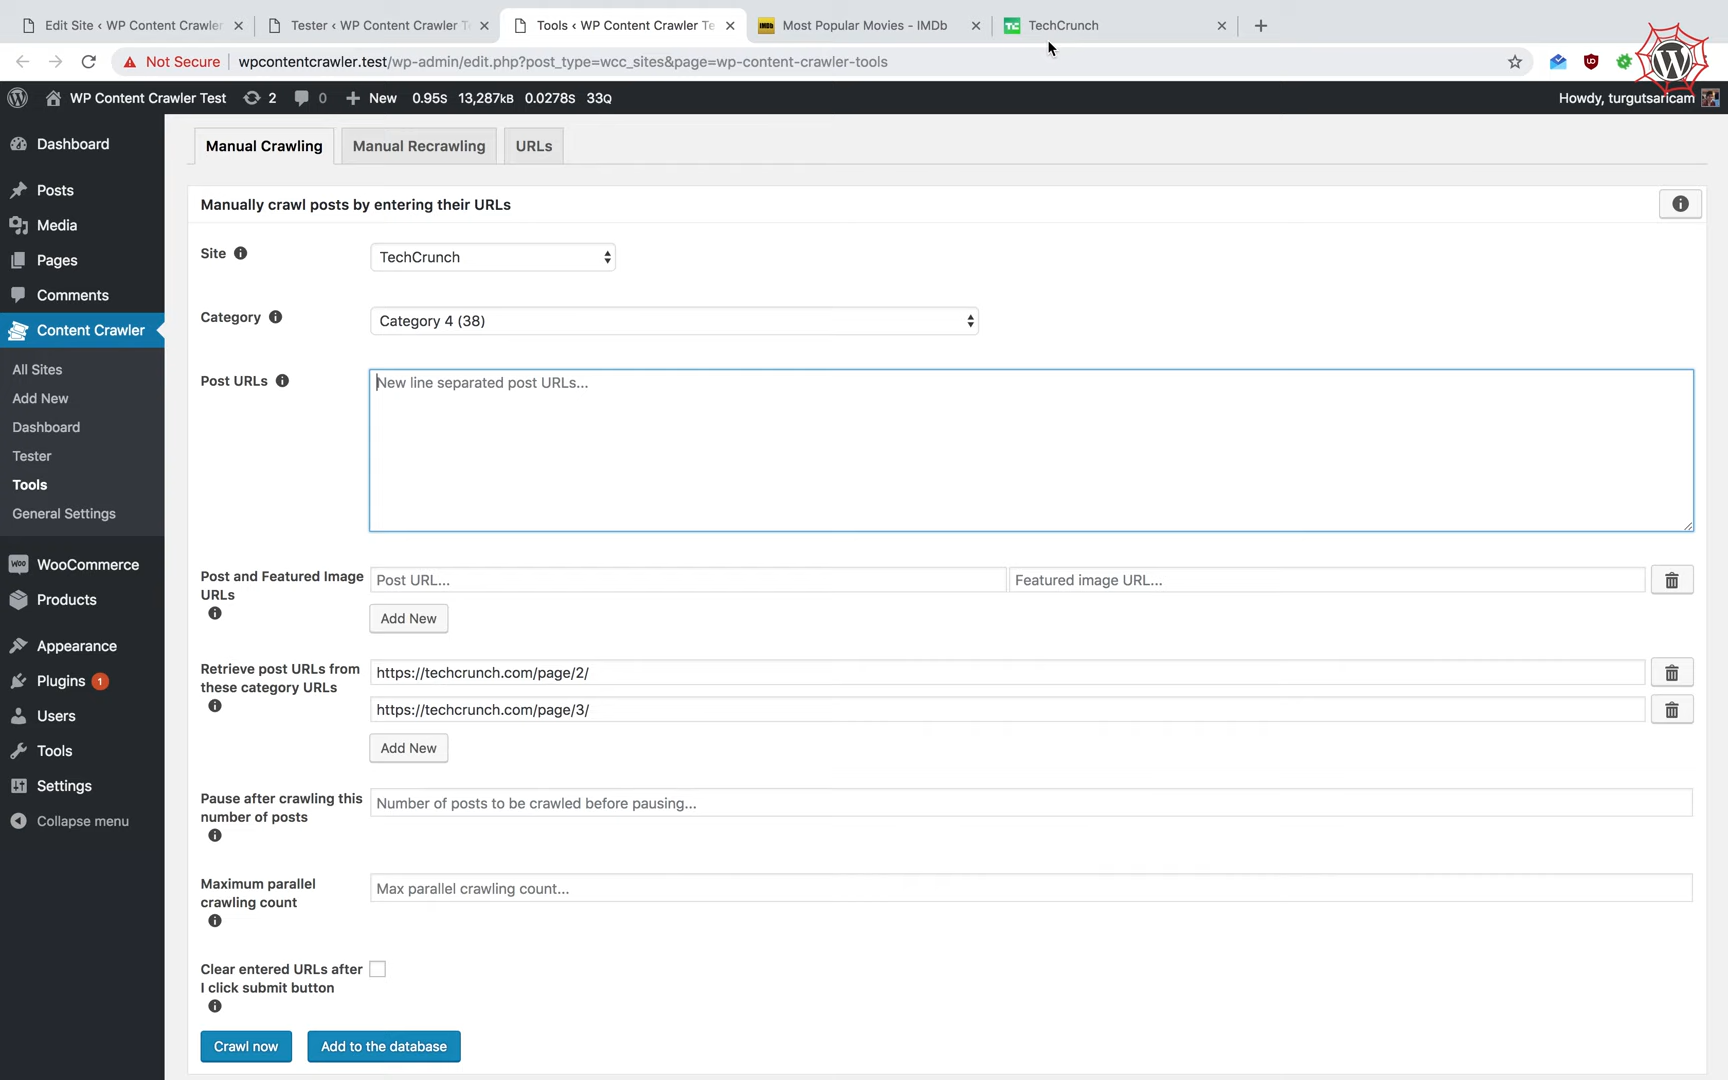 Edit Site < WP Content Crawler
Tester < WP Content Crawler T
Tools < WP Content Crawler Te
Most Popular Movies - IMDb
TechCrunch
Not Secure
wpcontentcrawler.test/wp-admin/edit.php?post_type=wcc_sites&page=wp-content-crawler-tools
WP Content Crawler Test
2
0
New
0.95s 13,287kB 0.0278s 33Q
Howdy, turgutsaricam
Dashboard
Posts
Media
Pages
Comments
Content Crawler
All Sites
Add New
Dashboard
Tester
Tools
General Settings
WooCommerce
Products
Appearance
Plugins 1
Users
Tools
Settings
Collapse menu
Manual Crawling
Manual Recrawling
URLs
Manually crawl posts by entering their URLs
Site
TechCrunch
Category
Category 4 (38)
Post URLs
New line separated post URLs...
Post and Featured Image
URLs
Post URL...
Featured image URL...
Add New
Retrieve post URLs from
these category URLs
https://techcrunch.com/page/2/
https://techcrunch.com/page/3/
Add New
Pause after crawling this
number of posts
Number of posts to be crawled before pausing...
Maximum parallel
crawling count
Max parallel crawling count...
Clear entered URLs after
I click submit button
Crawl now
Add to the database